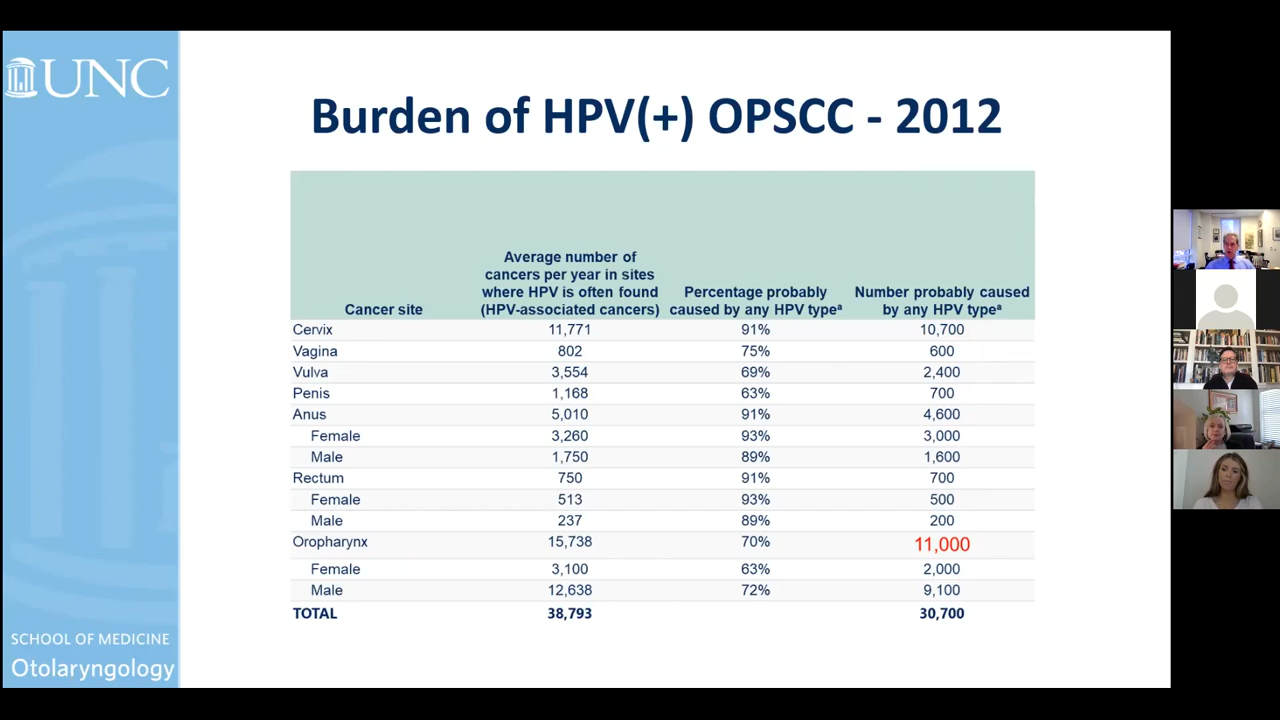 UNC
Burden of HPV(+) OPSCC - 2012
Cancer site
Average number of
cancers per year in sites
where HPV is often found
(HPV-associated cancers)
Percentage probably
caused by any HPV typeᵃ
Number probably caused
by any HPV typeᵃ
Cervix 11,771 91% 10,700
Vagina 802 75% 600
Vulva 3,554 69% 2,400
Penis 1,168 63% 700
Anus 5,010 91% 4,600
Female 3,260 93% 3,000
Male 1,750 89% 1,600
Rectum 750 91% 700
Female 513 93% 500
Male 237 89% 200
Oropharynx 15,738 70% 11,000
Female 3,100 63% 2,000
Male 12,638 72% 9,100
TOTAL 38,793 30,700
SCHOOL OF MEDICINE
Otolaryngology